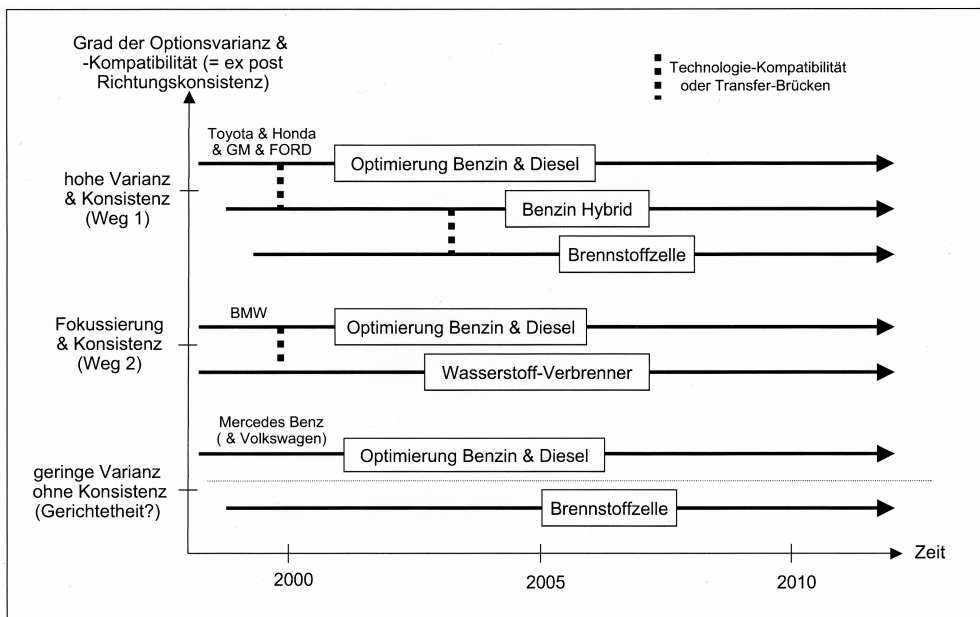 Grad der Optionsvarianz &
-Kompatibilität (= ex post
Richtungskonsistenz)
Technologie-Kompatibilität
oder Transfer-Brücken
Toyota & Honda
& GM & FORD
Optimierung Benzin & Diesel
hohe Varianz
& Konsistenz
(Weg 1)
Benzin Hybrid
Brennstoffzelle
BMW
Fokussierung
& Konsistenz
(Weg 2)
Optimierung Benzin & Diesel
Wasserstoff-Verbrenner
Mercedes Benz
( & Volkswagen)
Optimierung Benzin & Diesel
geringe Varianz
ohne Konsistenz
(Gerichtetheit?)
Brennstoffzelle
Zeit
2000
2005
2010